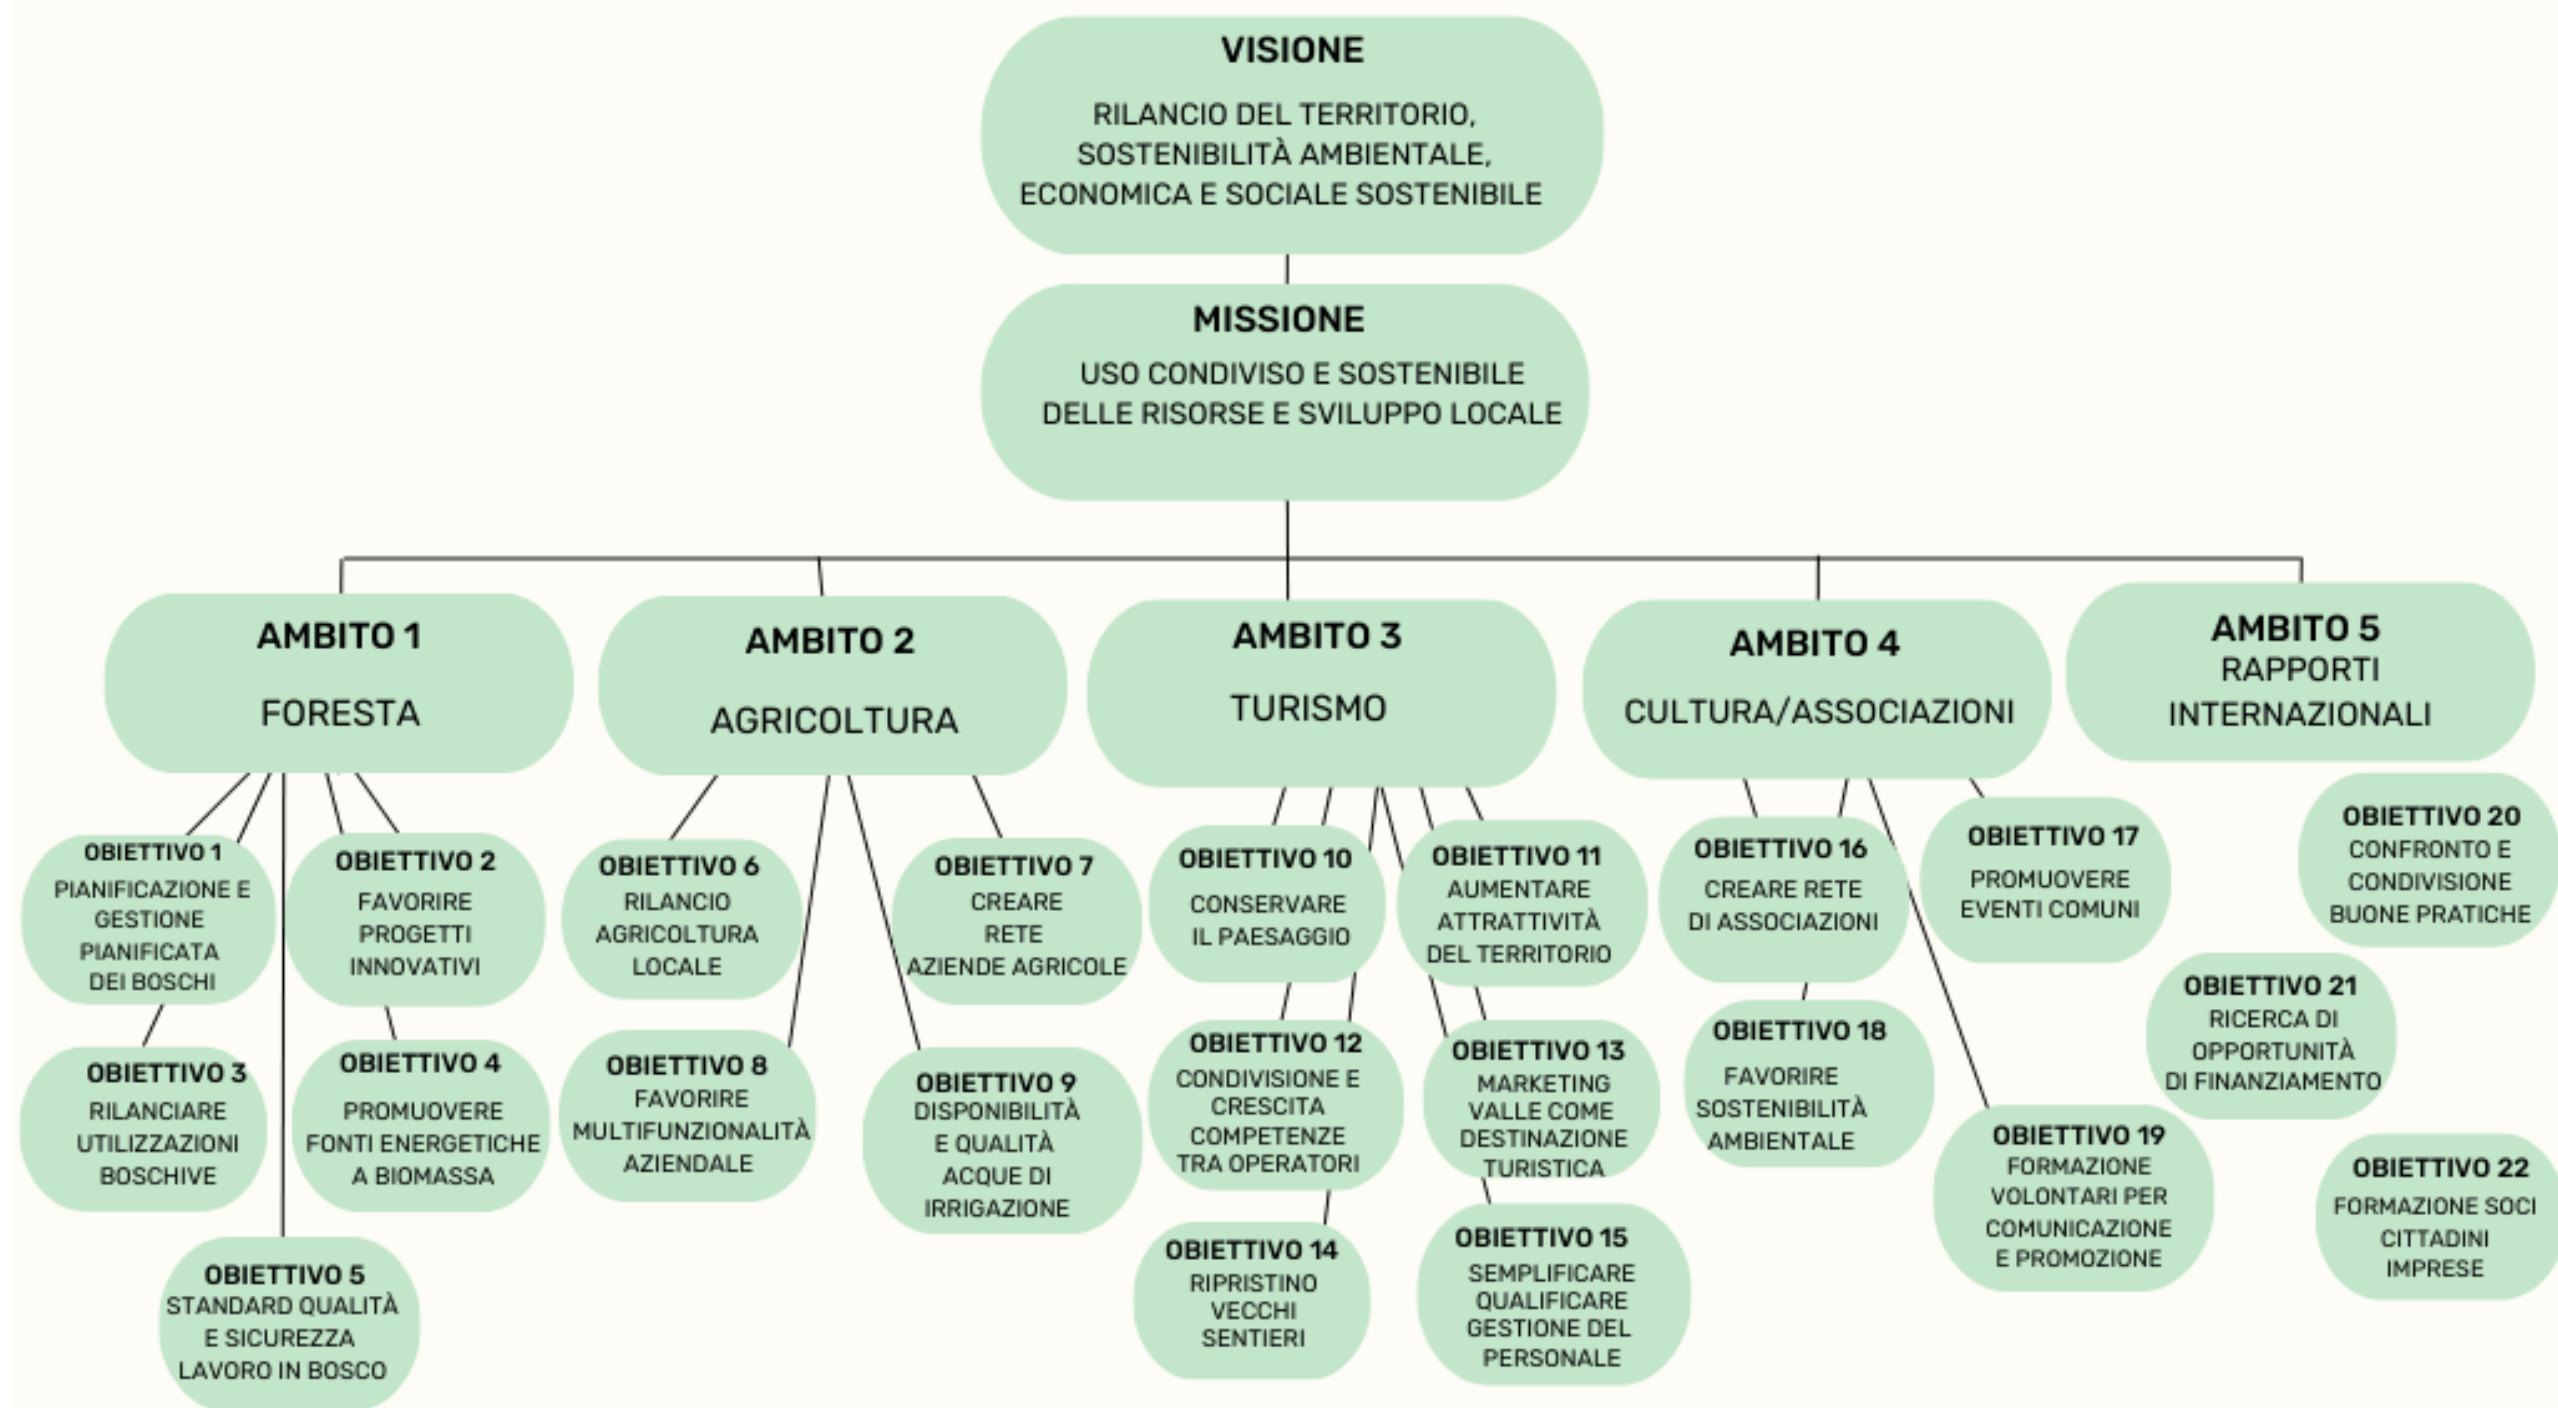 VISIONE
RILANCIO DEL TERRITORIO,
SOSTENIBILITÀ AMBIENTALE,
ECONOMICA E SOCIALE SOSTENIBILE
MISSIONE
USO CONDIVISO E SOSTENIBILE
DELLE RISORSE E SVILUPPO LOCALE
AMBITO 1
FORESTA
AMBITO 2
AGRICOLTURA
AMBITO 3
TURISMO
AMBITO 4
CULTURA/ASSOCIAZIONI
AMBITO 5
RAPPORTI
INTERNAZIONALI
OBIETTIVO 1
PIANIFICAZIONE E
GESTIONE
PIANIFICATA
DEI BOSCHI
OBIETTIVO 2
FAVORIRE
PROGETTI
INNOVATIVI
OBIETTIVO 3
RILANCIARE
UTILIZZAZIONI
BOSCHIVE
OBIETTIVO 4
PROMUOVERE
FONTI ENERGETICHE
A BIOMASSA
OBIETTIVO 5
STANDARD QUALITÀ
E SICUREZZA
LAVORO IN BOSCO
OBIETTIVO 6
RILANCIO
AGRICOLTURA
LOCALE
OBIETTIVO 7
CREARE
RETE
AZIENDE AGRICOLE
OBIETTIVO 8
FAVORIRE
MULTIFUNZIONALITÀ
AZIENDALE
OBIETTIVO 9
DISPONIBILITÀ
E QUALITÀ
ACQUE DI
IRRIGAZIONE
OBIETTIVO 10
CONSERVARE
IL PAESAGGIO
OBIETTIVO 11
AUMENTARE
ATTRATTIVITÀ
DEL TERRITORIO
OBIETTIVO 12
CONDIVISIONE E
CRESCITA
COMPETENZE
TRA OPERATORI
OBIETTIVO 13
MARKETING
VALLE COME
DESTINAZIONE
TURISTICA
OBIETTIVO 14
RIPRISTINO
VECCHI
SENTIERI
OBIETTIVO 15
SEMPLIFICARE
QUALIFICARE
GESTIONE DEL
PERSONALE
OBIETTIVO 16
CREARE RETE
DI ASSOCIAZIONI
OBIETTIVO 17
PROMUOVERE
EVENTI COMUNI
OBIETTIVO 18
FAVORIRE
SOSTENIBILITÀ
AMBIENTALE
OBIETTIVO 19
FORMAZIONE
VOLONTARI PER
COMUNICAZIONE
E PROMOZIONE
OBIETTIVO 20
CONFRONTO E
CONDIVISIONE
BUONE PRATICHE
OBIETTIVO 21
RICERCA DI
OPPORTUNITÀ
DI FINANZIAMENTO
OBIETTIVO 22
FORMAZIONE SOCI
CITTADINI
IMPRESE